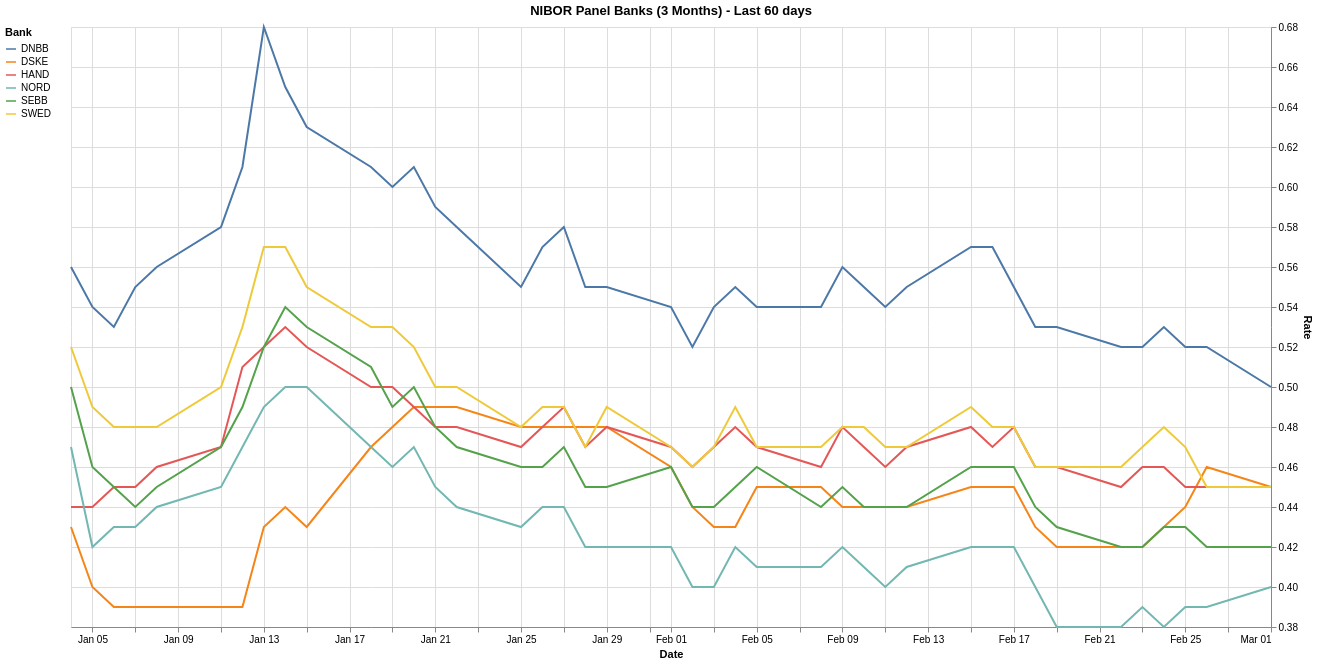 NIBOR Panel Banks (3 Months) - Last 60 days
Bank
DNBB
DSKE
HAND
NORD
SEBB
SWED
0.68
0.66
0.64
0.62
0.60
0.58
0.56
0.54
0.52
0.50
0.48
0.46
0.44
0.42
0.40
0.38
Rate
Jan 05 Jan 09 Jan 13 Jan 17 Jan 21 Jan 25 Jan 29 Feb 01 Feb 05 Feb 09 Feb 13 Feb 17 Feb 21 Feb 25 Mar 01
Date